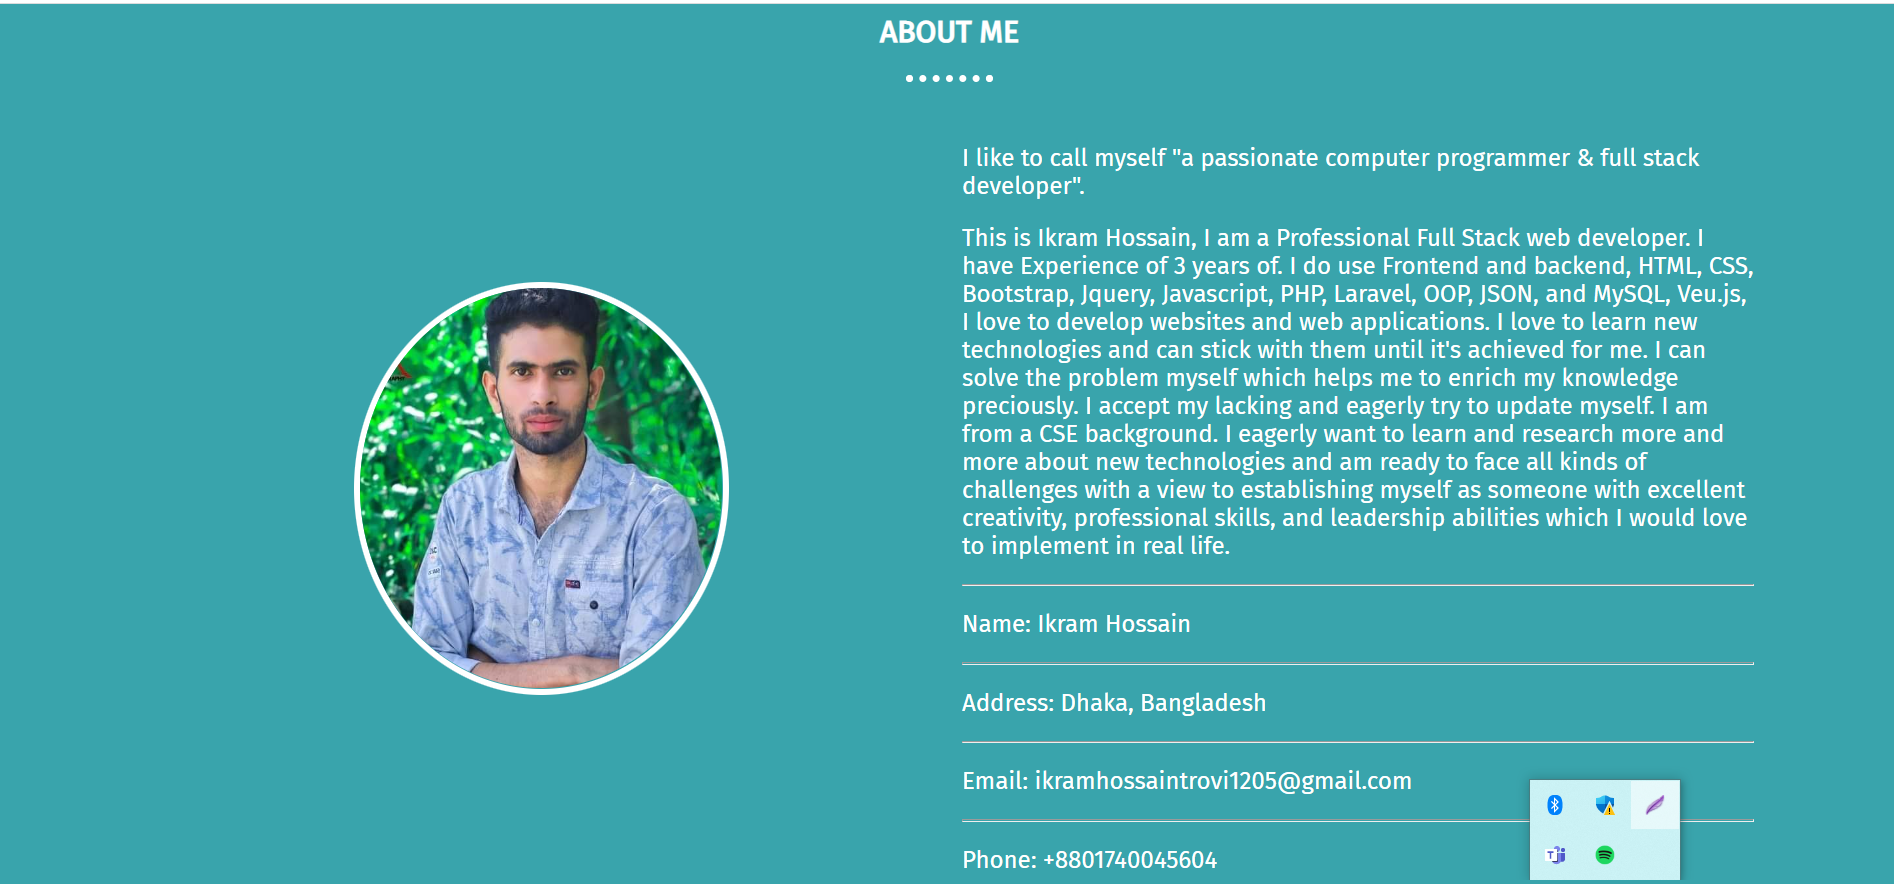 ABOUT ME
I like to call myself "a passionate computer programmer & full stack
developer".
This is Ikram Hossain, I am a Professional Full Stack web developer. I
have Experience of 3 years of. I do use Frontend and backend, HTML, CSS,
Bootstrap, Jquery, Javascript, PHP, Laravel, OOP, JSON, and MySQL, Veu.js,
I love to develop websites and web applications. I love to learn new
technologies and can stick with them until it's achieved for me. I can
solve the problem myself which helps me to enrich my knowledge
preciously. I accept my lacking and eagerly try to update myself. I am
from a CSE background. I eagerly want to learn and research more and
more about new technologies and am ready to face all kinds of
challenges with a view to establishing myself as someone with excellent
creativity, professional skills, and leadership abilities which I would love
to implement in real life.
Name: Ikram Hossain
Address: Dhaka, Bangladesh
Email: ikramhossaintrovi1205@gmail.com
Phone: +8801740045604